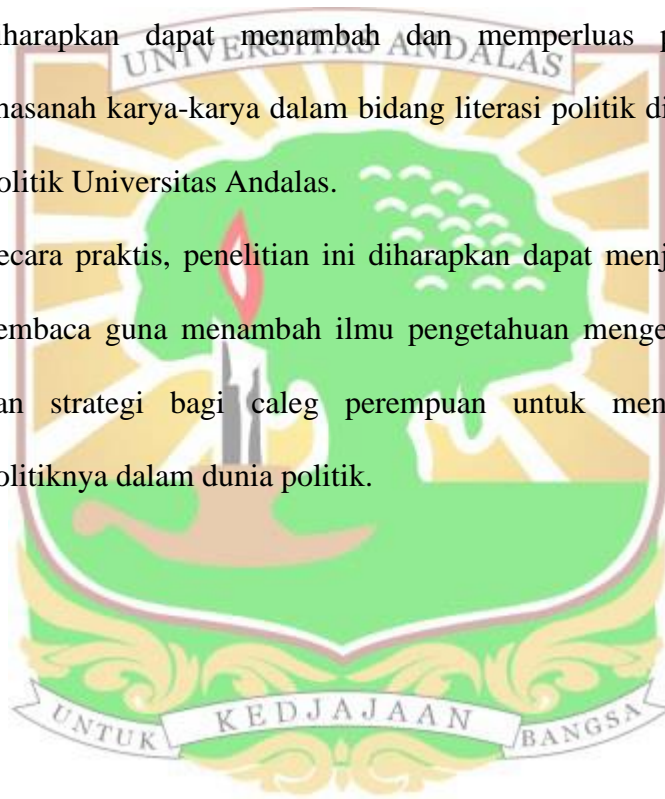 iharapkan dapat menambah dan memperluas p
UNIVERSITAS ANDALAS
hasanah karya-karya dalam bidang literasi politik di
olitik Universitas Andalas.
ecara praktis, penelitian ini diharapkan dapat menj
embaca guna menambah ilmu pengetahuan menge
an strategi bagi caleg perempuan untuk men
olitiknya dalam dunia politik.
UNTUK KEDJAJAAN BANGSA